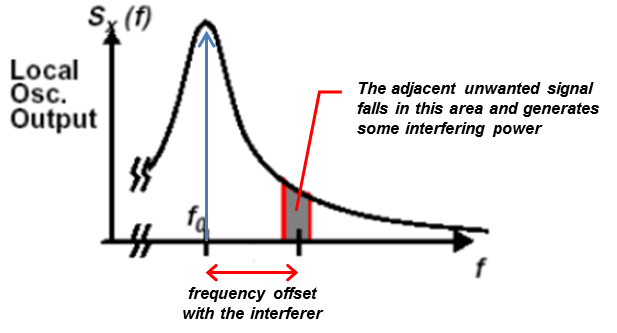 Sx (f)
Local
Osc.
Output
The adjacent unwanted signal
falls in this area and generates
some interfering power
f0
f
frequency offset
with the interferer